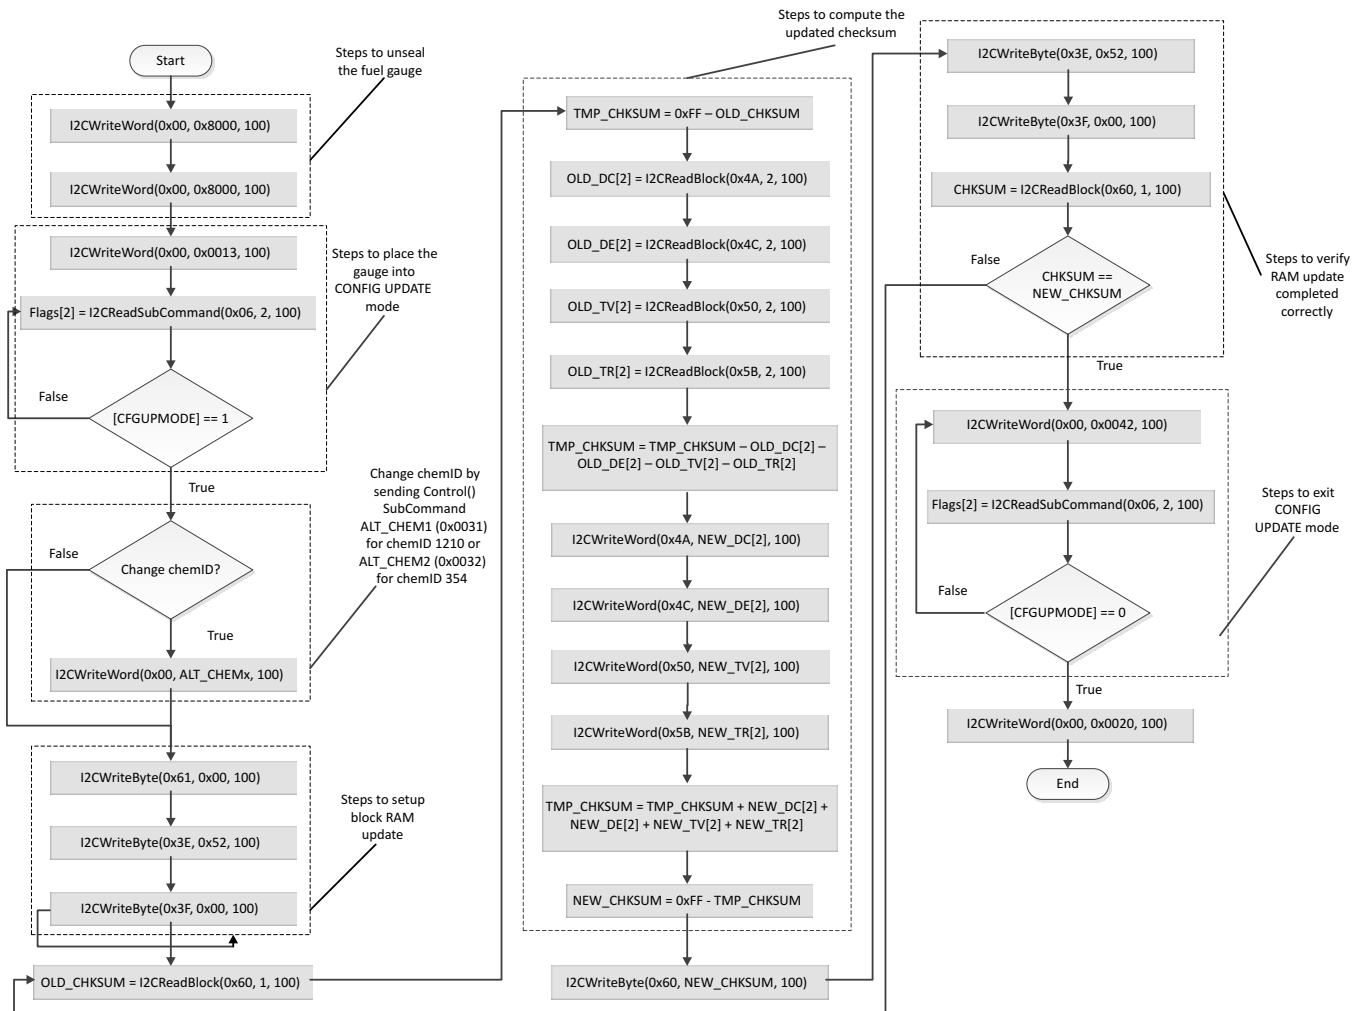 Start
Steps to unseal
the fuel gauge
I2CWriteWord(0x00, 0x8000, 100)
I2CWriteWord(0x00, 0x8000, 100)
I2CWriteWord(0x00, 0x0013, 100)
Steps to place the
gauge into
CONFIG UPDATE
mode
Flags[2] = I2CReadSubCommand(0x06, 2, 100)
False
[CFGUPMODE] == 1
True
Change chemID by
sending Control()
SubCommand
ALT_CHEM1 (0x0031)
for chemID 1210 or
ALT_CHEM2 (0x0032)
for chemID 354
False
Change chemID?
True
I2CWriteWord(0x00, ALT_CHEMx, 100)
I2CWriteByte(0x61, 0x00, 100)
Steps to setup
block RAM
update
I2CWriteByte(0x3E, 0x52, 100)
I2CWriteByte(0x3F, 0x00, 100)
OLD_CHKSUM = I2CReadBlock(0x60, 1, 100)
Steps to compute the
updated checksum
TMP_CHKSUM = 0xFF – OLD_CHKSUM
OLD_DC[2] = I2CReadBlock(0x4A, 2, 100)
OLD_DE[2] = I2CReadBlock(0x4C, 2, 100)
OLD_TV[2] = I2CReadBlock(0x50, 2, 100)
OLD_TR[2] = I2CReadBlock(0x5B, 2, 100)
TMP_CHKSUM = TMP_CHKSUM – OLD_DC[2] –
OLD_DE[2] – OLD_TV[2] – OLD_TR[2]
I2CWriteWord(0x4A, NEW_DC[2], 100)
I2CWriteWord(0x4C, NEW_DE[2], 100)
I2CWriteWord(0x50, NEW_TV[2], 100)
I2CWriteWord(0x5B, NEW_TR[2], 100)
TMP_CHKSUM = TMP_CHKSUM + NEW_DC[2] +
NEW_DE[2] + NEW_TV[2] + NEW_TR[2]
NEW_CHKSUM = 0xFF - TMP_CHKSUM
I2CWriteByte(0x60, NEW_CHKSUM, 100)
I2CWriteByte(0x3E, 0x52, 100)
I2CWriteByte(0x3F, 0x00, 100)
CHKSUM = I2CReadBlock(0x60, 1, 100)
False
CHKSUM ==
NEW_CHKSUM
Steps to verify
RAM update
completed
correctly
True
I2CWriteWord(0x00, 0x0042, 100)
Flags[2] = I2CReadSubCommand(0x06, 2, 100)
Steps to exit
CONFIG
UPDATE mode
False
[CFGUPMODE] == 0
True
I2CWriteWord(0x00, 0x0020, 100)
End